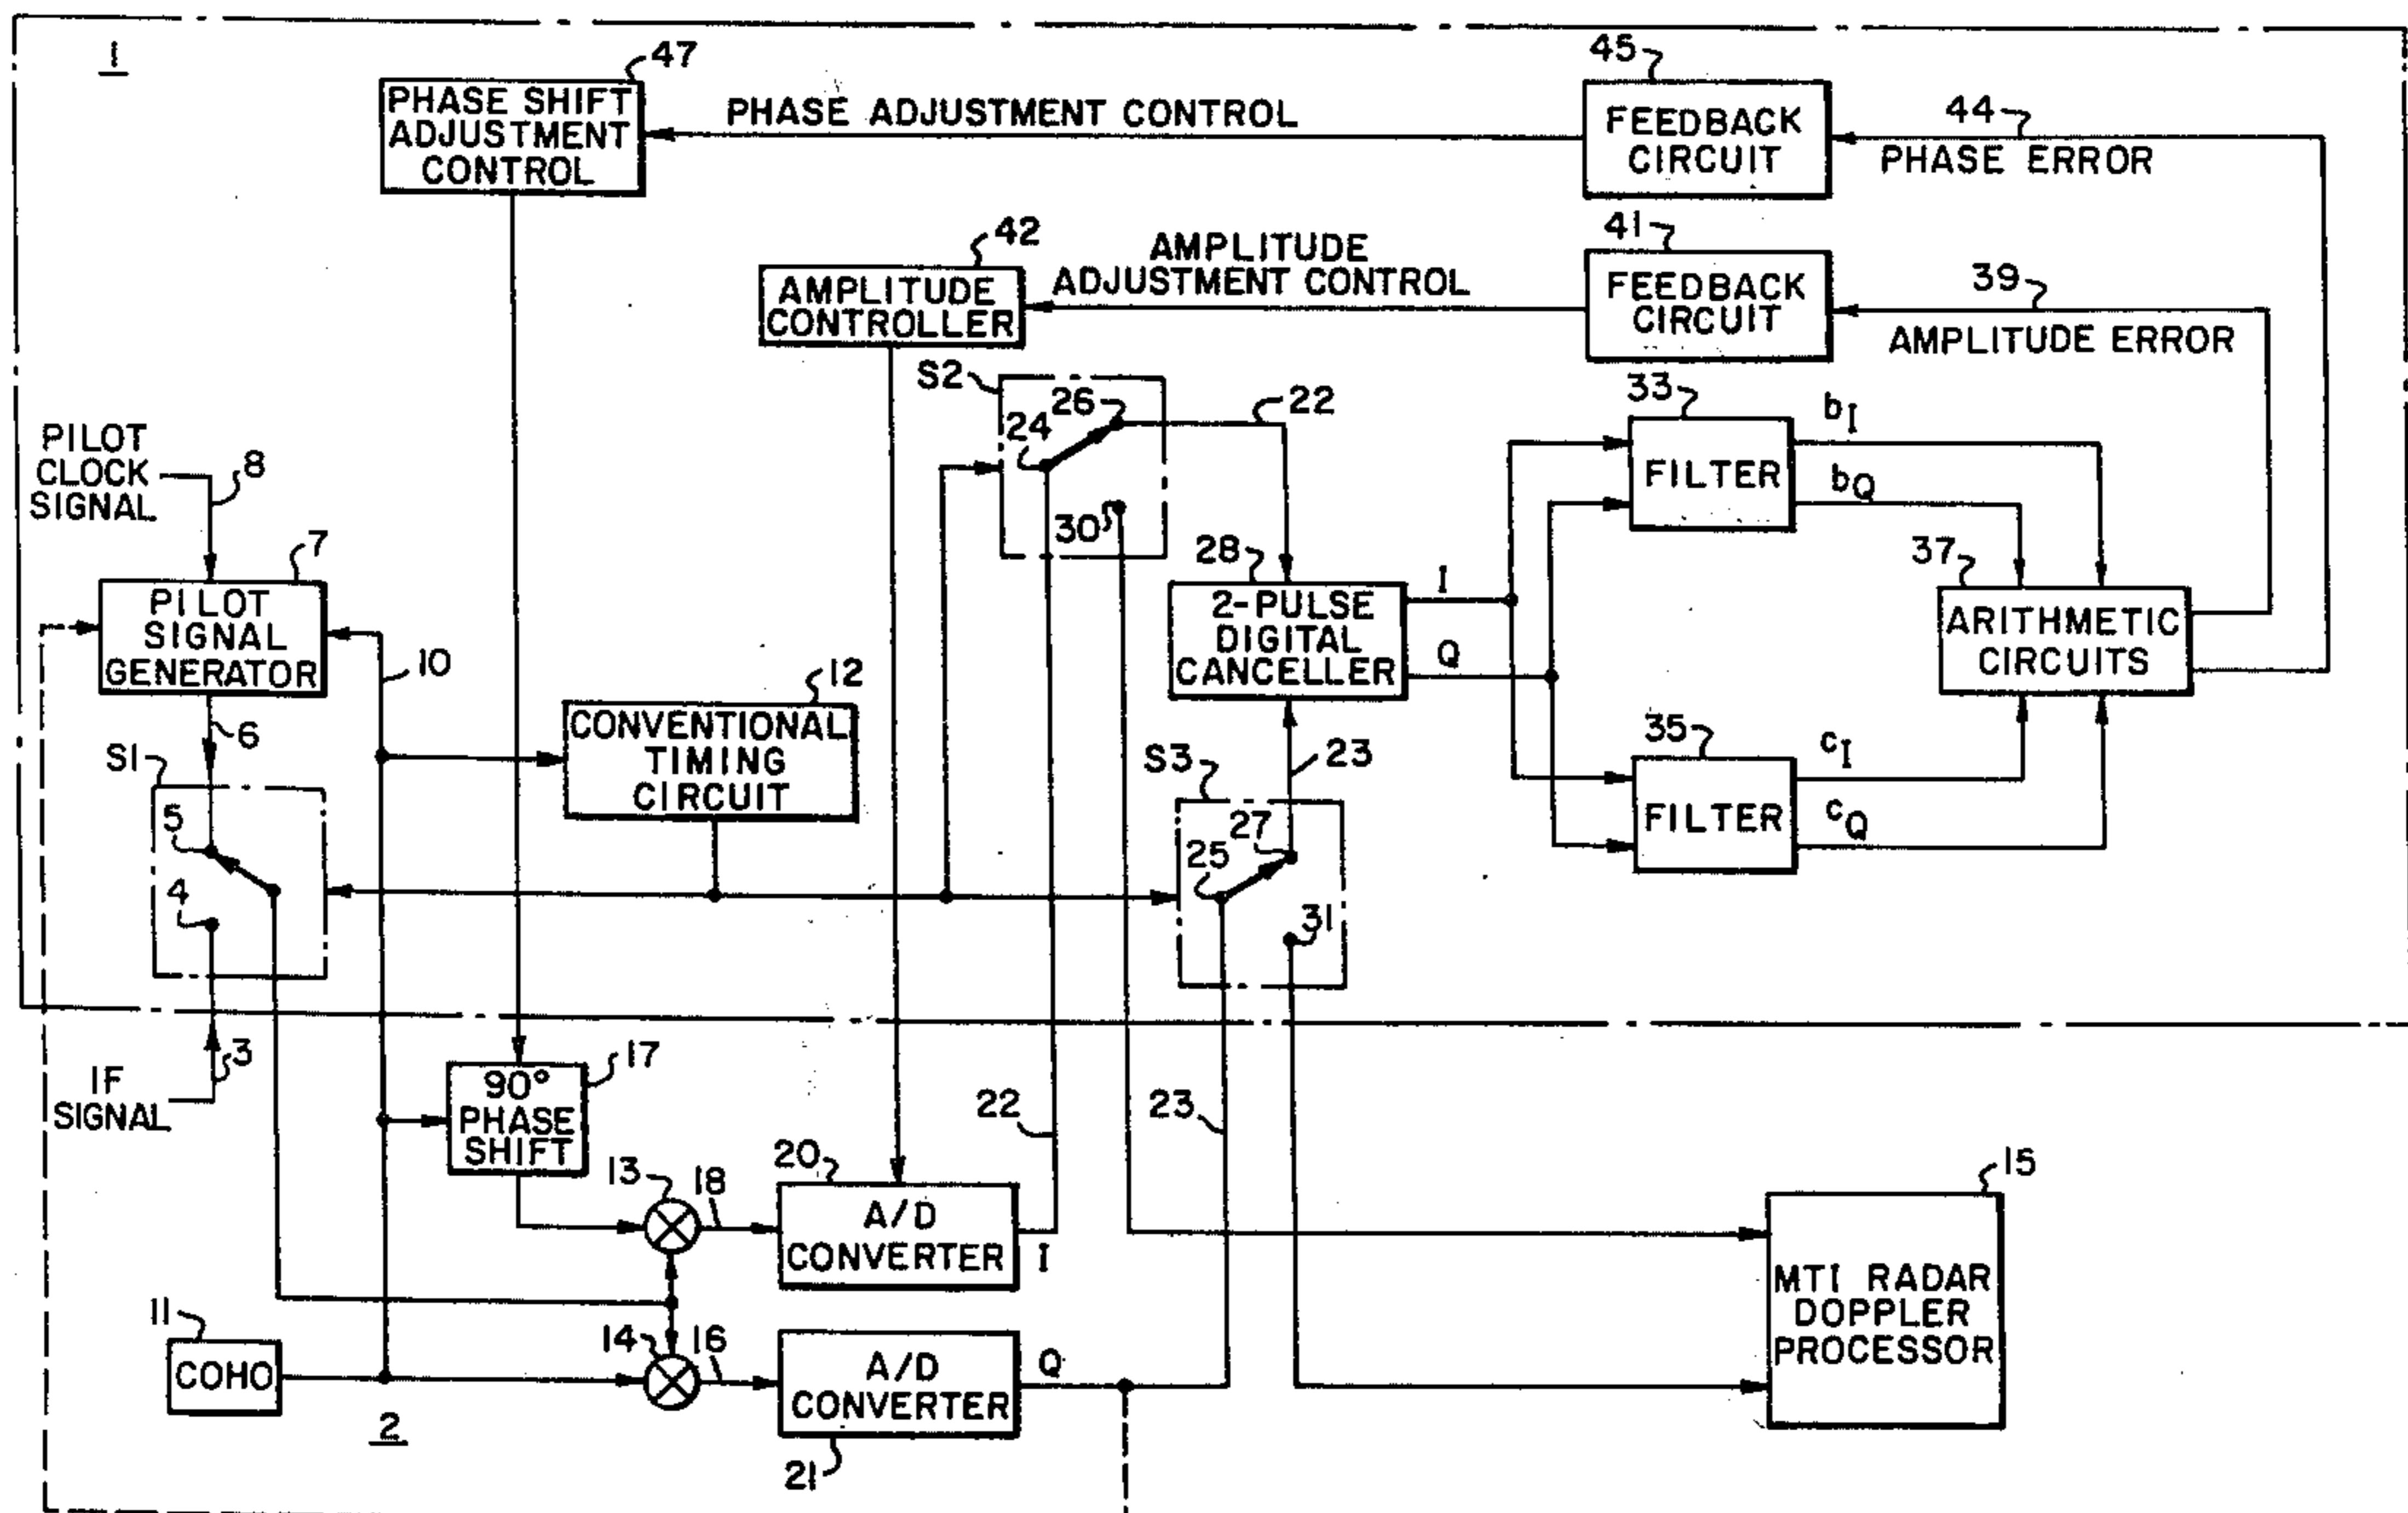 1
47
PHASE SHIFT
ADJUSTMENT
CONTROL
PHASE ADJUSTMENT CONTROL
45
FEEDBACK
CIRCUIT
44
PHASE ERROR
42
AMPLITUDE
CONTROLLER
AMPLITUDE
ADJUSTMENT CONTROL
41
FEEDBACK
CIRCUIT
39
AMPLITUDE ERROR
S2
26
24
30
22
33
FILTER
bI
bQ
PILOT
CLOCK
SIGNAL
8
7
PILOT
SIGNAL
GENERATOR
10
6
12
CONVENTIONAL
TIMING
CIRCUIT
28
2-PULSE
DIGITAL
CANCELLER
I
Q
37
ARITHMETIC
CIRCUITS
35
FILTER
cI
cQ
S1
5
4
S3
23
27
25
31
3
IF
SIGNAL
17
90°
PHASE
SHIFT
22
23
13
18
20
A/D
CONVERTER
I
15
MTI RADAR
DOPPLER
PROCESSOR
11
COHO
14
16
A/D
CONVERTER
Q
21
2